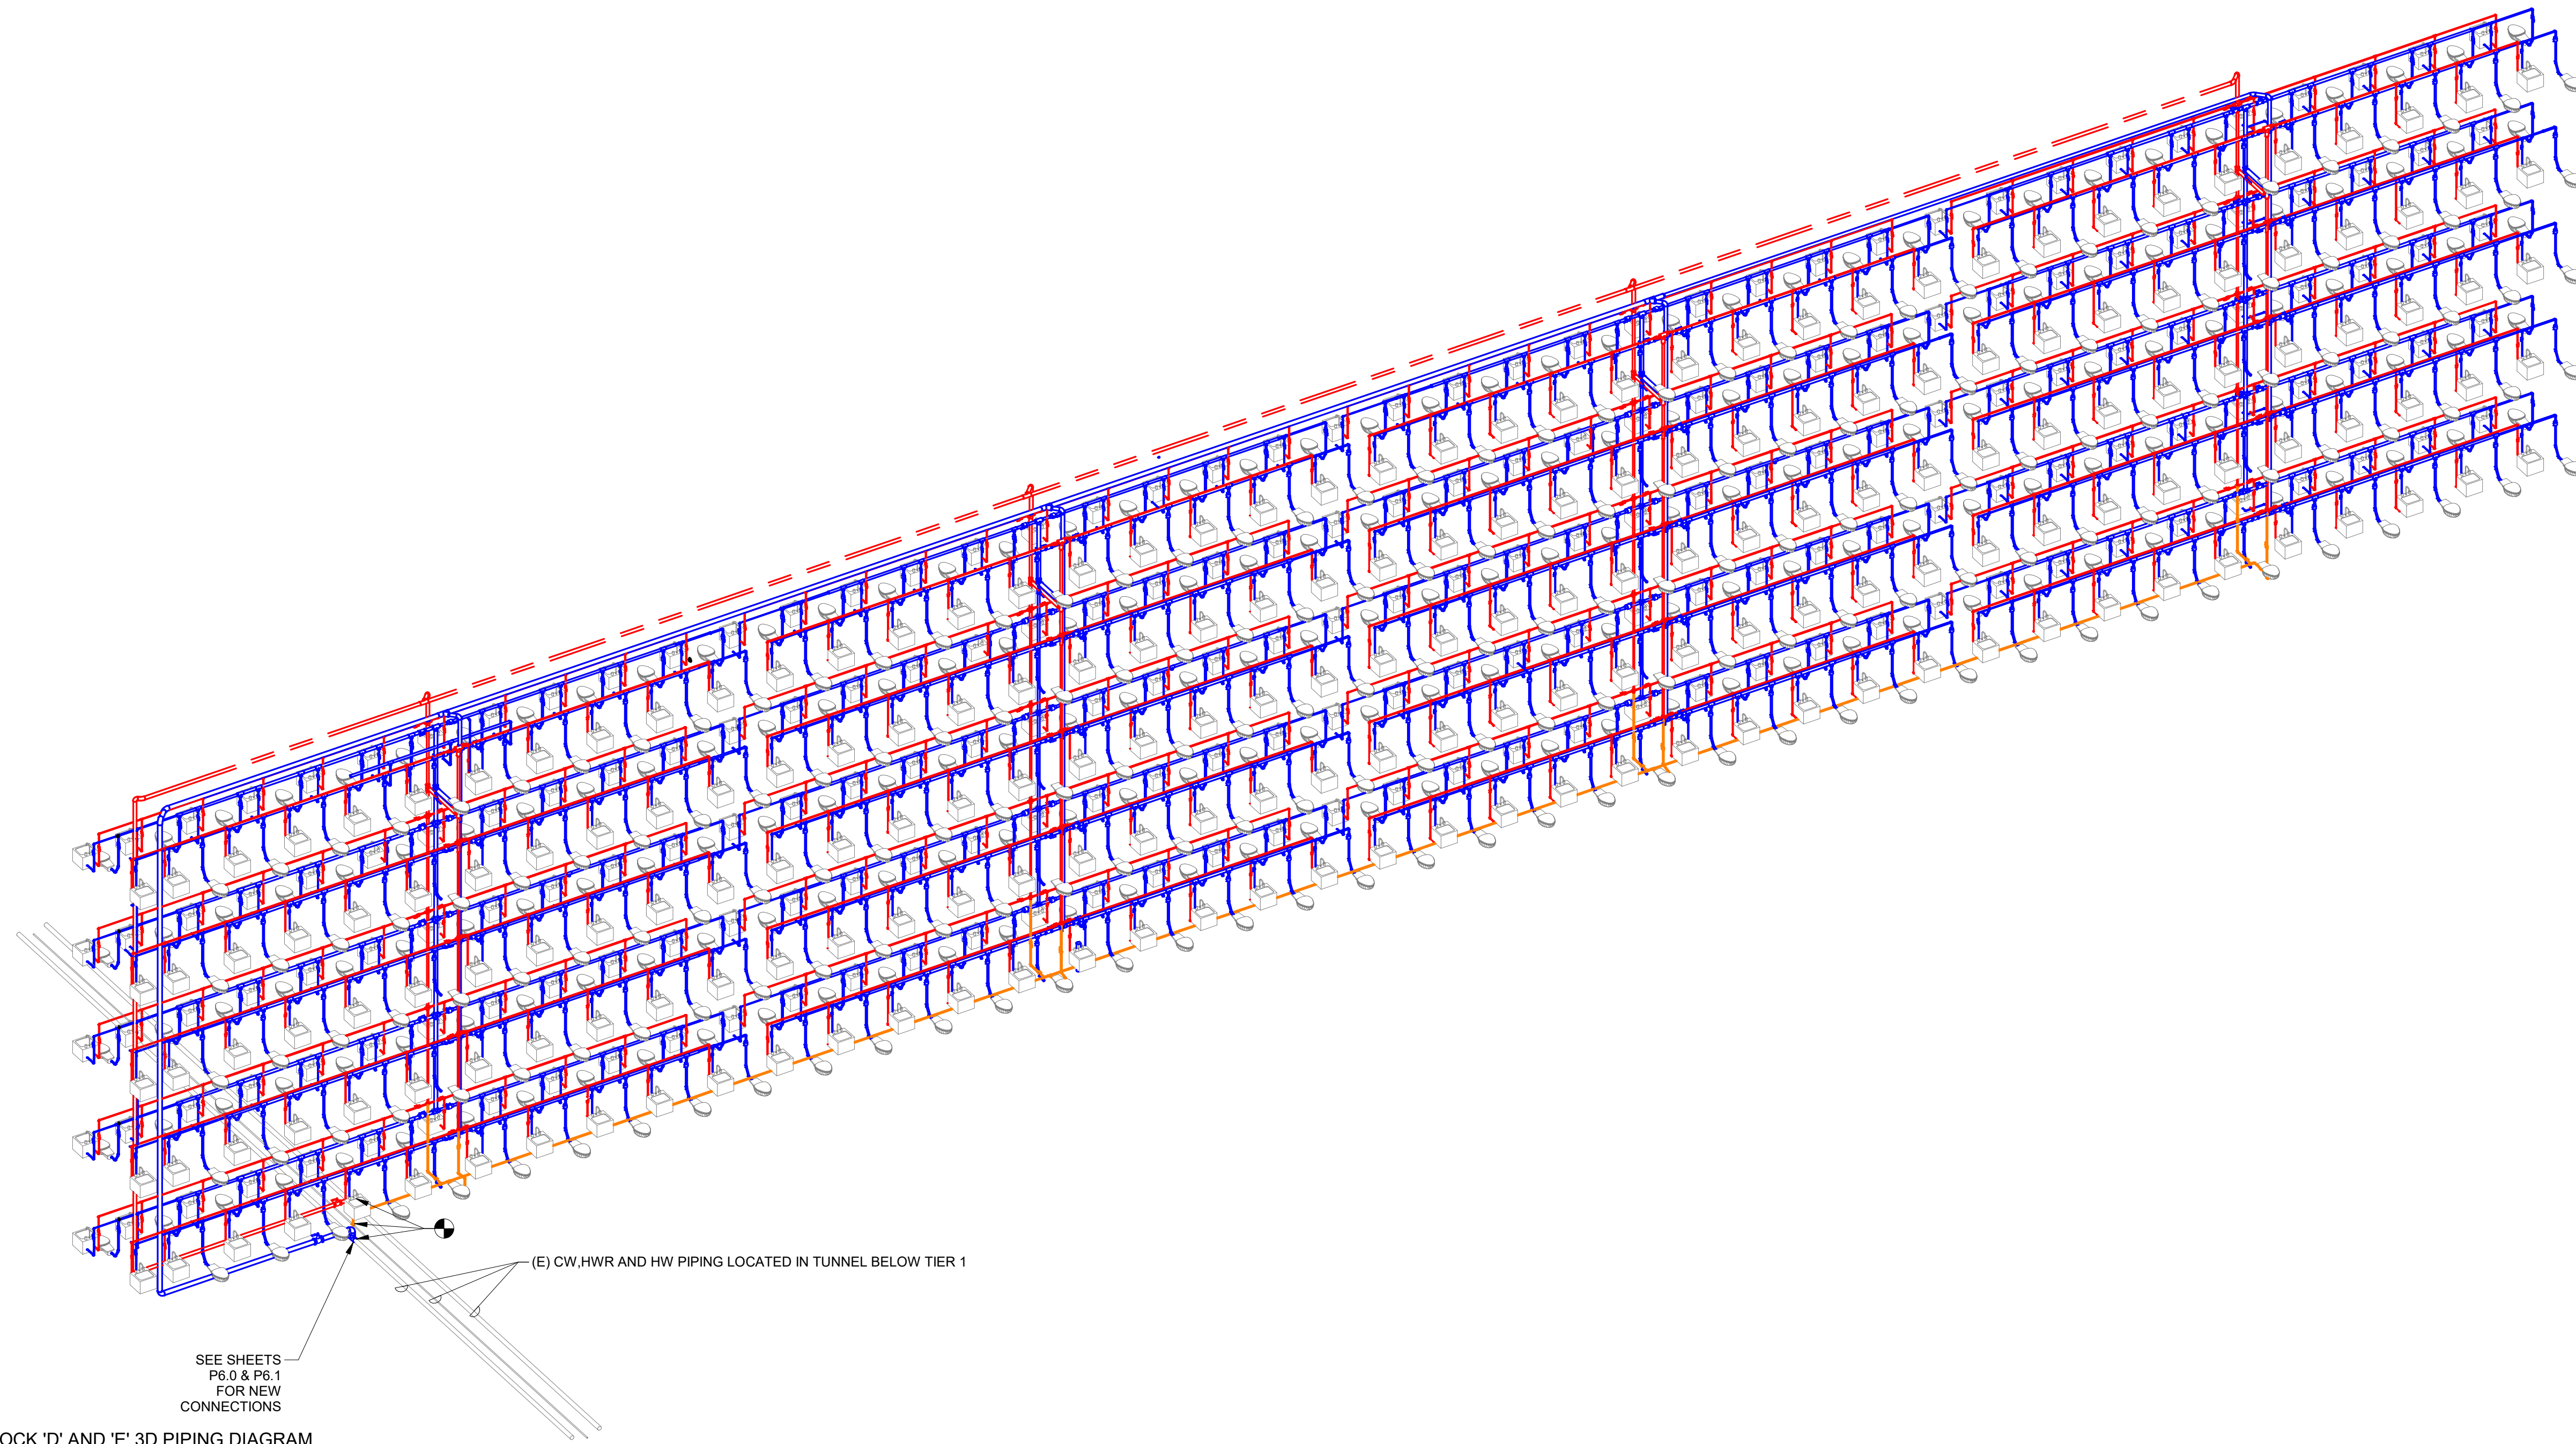 (E) CW,HWR AND HW PIPING LOCATED IN TUNNEL BELOW TIER 1
SEE SHEETS
P6.0 & P6.1
FOR NEW
CONNECTIONS
OCK 'D' AND 'E' 3D PIPING DIAGRAM